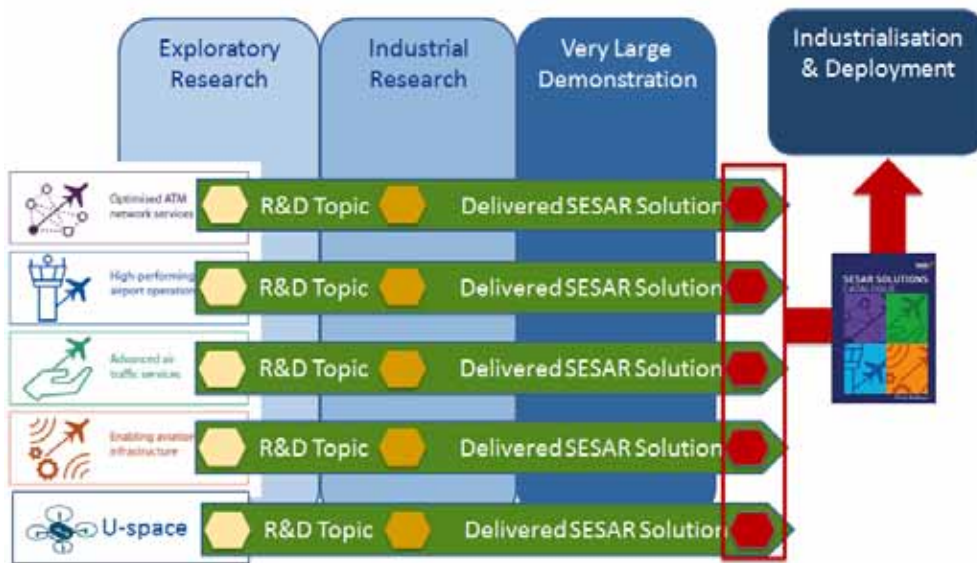 Exploratory
Research
Industrial
Research
Very Large
Demonstration
Industrialisation
& Deployment
Optimised ATM
network services
R&D Topic
Delivered SESAR Solution
High-performing
airport operation
R&D Topic
Delivered SESAR Solution
SESAR SOLUTIONS
CATALOGUE
Advanced air
traffic services
R&D Topic
Delivered SESAR Solution
Enabling aviation
infrastructure
R&D Topic
Delivered SESAR Solution
U-space
R&D Topic
Delivered SESAR Solution